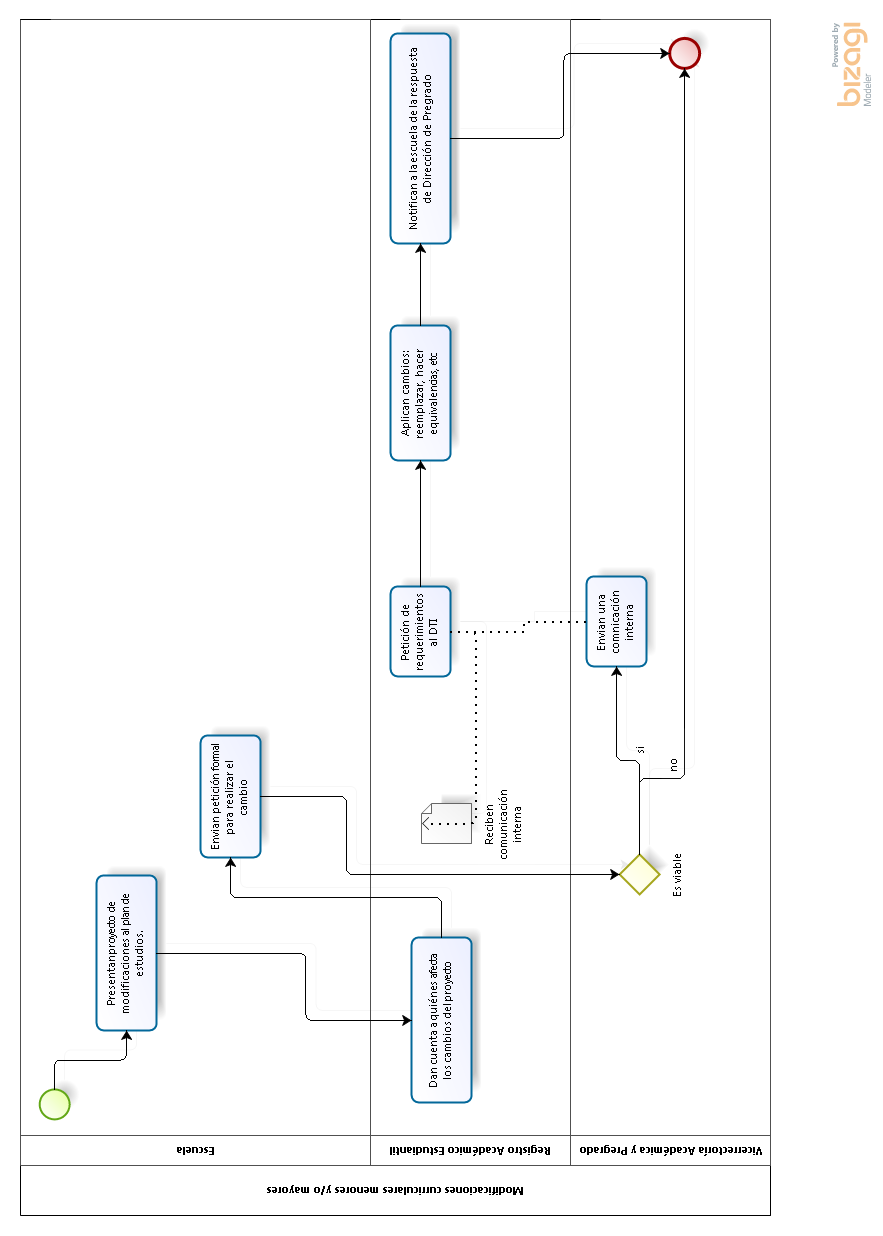 Modificaciones curriculares menores y/o mayores
Escuela
Presentan proyecto de
modificaciones al plan de
estudios.
Envian petición formal
para realizar el
cambio
Registro Académico Estudiantil
Dan cuenta a quiénes afecta
los cambios del proyecto
Reciben
comunicación
interna
Petición de
requerimientos
al DTI
Aplican cambios:
reemplazar, hacer
equivalencias, etc
Notifican a la escuela de la respuesta
de Dirección de Pregrado
Vicerrectoría Académica y Pregrado
Es viable
si
no
Envian una
comnicación
interna
Powered by
bizagi
Modeler